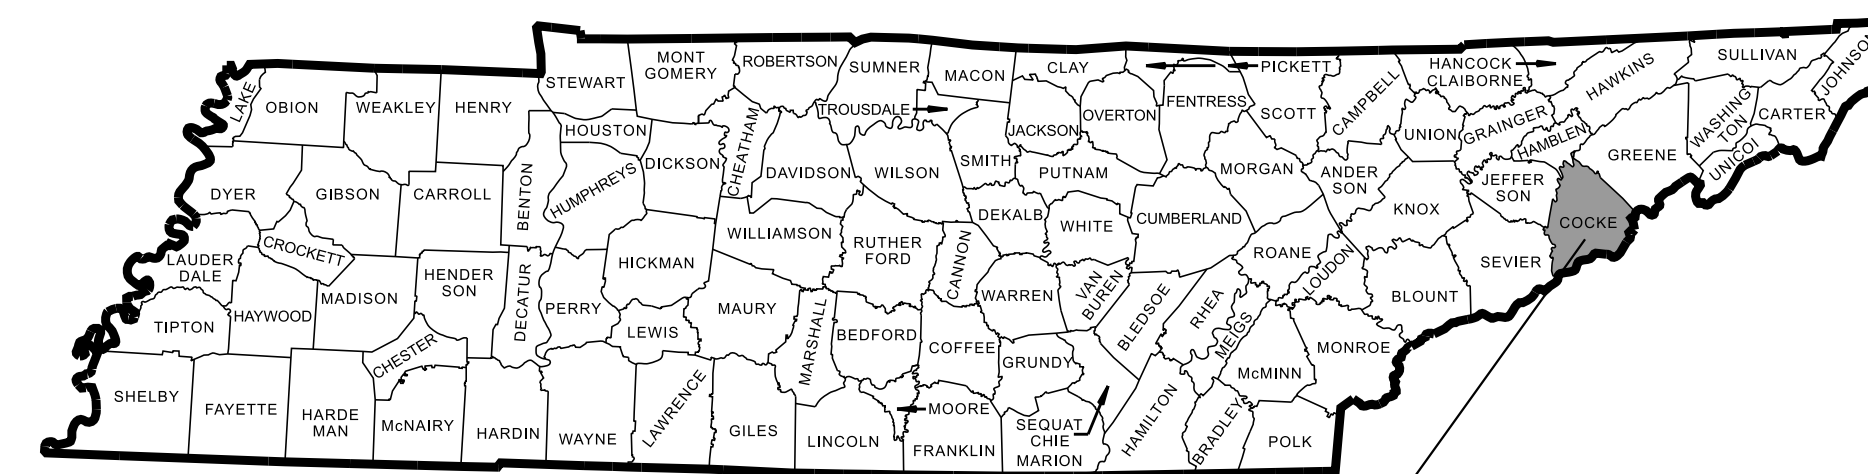 STEWART
MONT
GOMERY
ROBERTSON
SUMNER
MACON
CLAY
PICKETT
HANCOCK
CLAIBORNE
HAWKINS
SULLIVAN
JOHNSON
LAKE
OBION
WEAKLEY
HENRY
HOUSTON
DICKSON
CHEATHAM
TROUSDALE
JACKSON
OVERTON
FENTRESS
SCOTT
CAMPBELL
UNION
GRAINGER
HAMBLEN
WASHING
TON
CARTER
UNICOI
GREENE
DYER
GIBSON
CARROLL
BENTON
HUMPHREYS
DAVIDSON
WILSON
SMITH
PUTNAM
MORGAN
ANDER
SON
KNOX
JEFFER
SON
COCKE
CROCKETT
LAUDER
DALE
HENDER
SON
DECATUR
HICKMAN
WILLIAMSON
RUTHER
FORD
CANNON
DEKALB
WHITE
CUMBERLAND
ROANE
LOUDON
SEVIER
BLOUNT
TIPTON
HAYWOOD
MADISON
PERRY
LEWIS
MAURY
MARSHALL
BEDFORD
COFFEE
WARREN
VAN
BUREN
BLEDSOE
RHEA
MEIGS
MONROE
McMINN
GRUNDY
SHELBY
FAYETTE
HARDE
MAN
CHESTER
McNAIRY
HARDIN
WAYNE
LAWRENCE
GILES
LINCOLN
MOORE
FRANKLIN
SEQUAT
CHIE
MARION
HAMILTON
BRADLEY
POLK